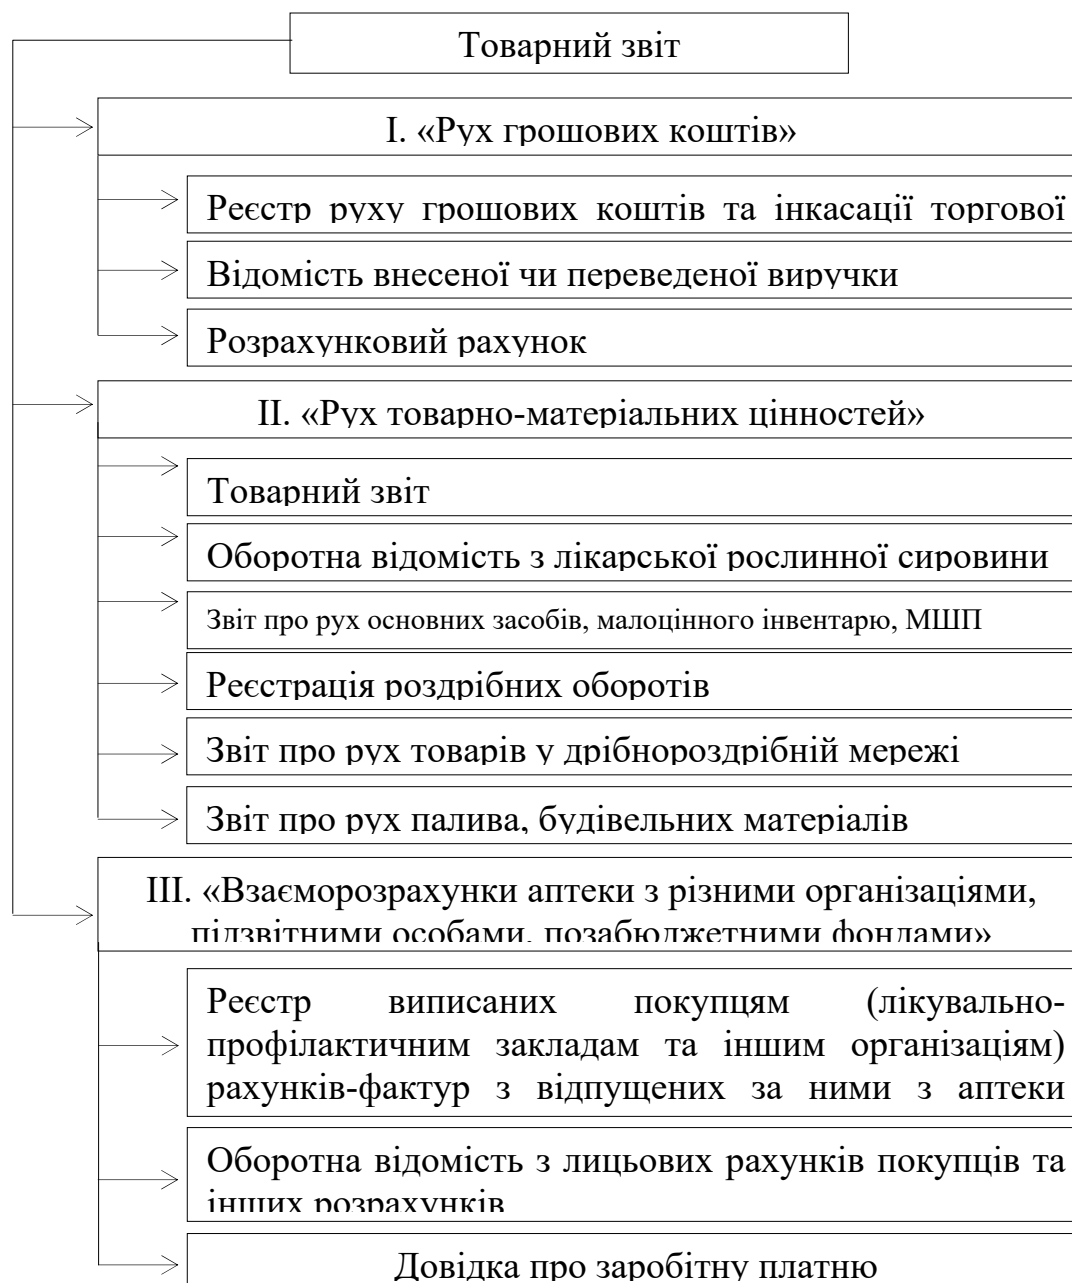 Товарний звіт
I. «Рух грошових коштів»
Реєстр руху грошових коштів та інкасації торгової
Відомість внесеної чи переведеної виручки
Розрахунковий рахунок
II. «Рух товарно-матеріальних цінностей»
Товарний звіт
Оборотна відомість з лікарської рослинної сировини
Звіт про рух основних засобів, малоцінного інвентарю, МШП
Реєстрація роздрібних оборотів
Звіт про рух товарів у дрібнороздрібній мережі
Звіт про рух палива, будівельних матеріалів
III. «Взаєморозрахунки аптеки з різними організаціями,
підзвітними особами, позабюджетними фондами»
Реєстр виписаних покупцям (лікувально-
профілактичним закладам та іншим організаціям)
рахунків-фактур з відпущених за ними з аптеки
Оборотна відомість з лицьових рахунків покупців та
інших розрахунків
Довідка про заробітну платню